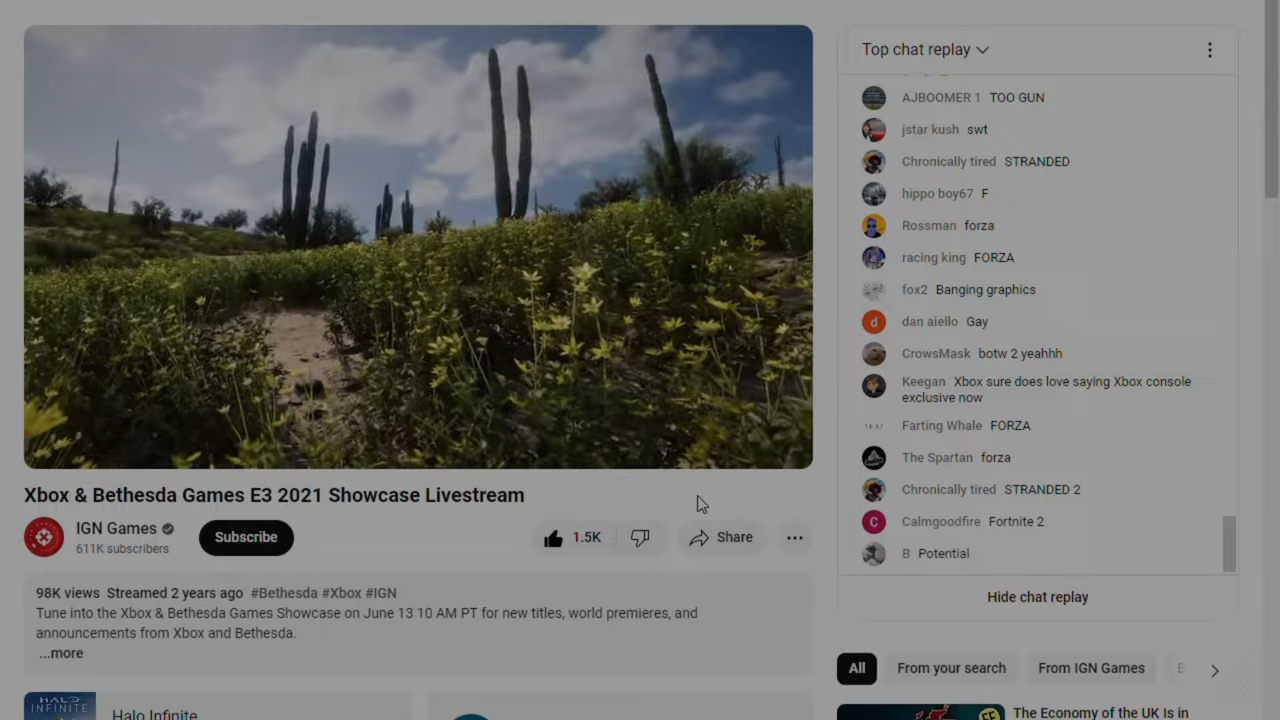 Xbox & Bethesda Games E3 2021 Showcase Livestream
IGN Games
611K subscribers
Subscribe
1.5K
Share
98K views Streamed 2 years ago #Bethesda #Xbox #IGN
Tune into the Xbox & Bethesda Games Showcase on June 13 10 AM PT for new titles, world premieres, and
announcements from Xbox and Bethesda.
...more
HALO
INFINITE
Halo Infinite
Top chat replay
AJBOOMER 1 TOO GUN
jstar kush swt
Chronically tired STRANDED
hippo boy67 F
Rossman forza
racing king FORZA
fox2 Banging graphics
d
dan aiello Gay
CrowsMask botw 2 yeahhh
Keegan Xbox sure does love saying Xbox console
exclusive now
Farting Whale FORZA
The Spartan forza
Chronically tired STRANDED 2
C
Calmgoodfire Fortnite 2
B Potential
Hide chat replay
All
From your search
From IGN Games
The Economy of the UK Is in